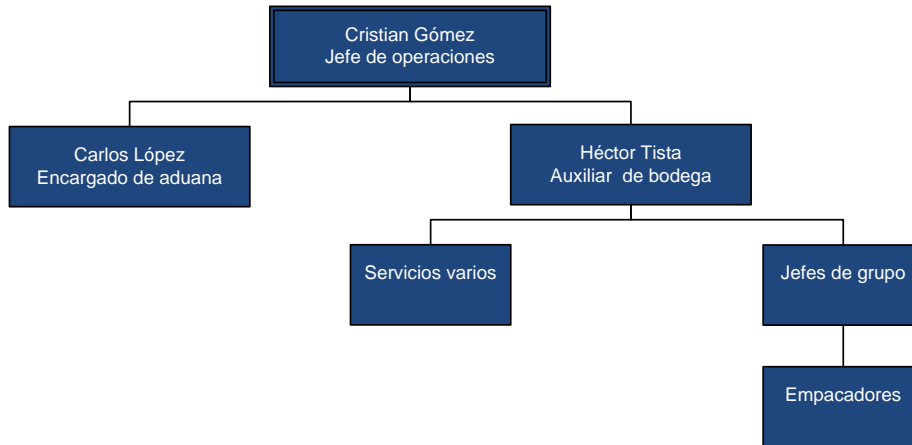 Cristian Gómez
Jefe de operaciones
Carlos López
Encargado de aduana
Héctor Tista
Auxiliar  de bodega
Servicios varios
Jefes de grupo
Empacadores